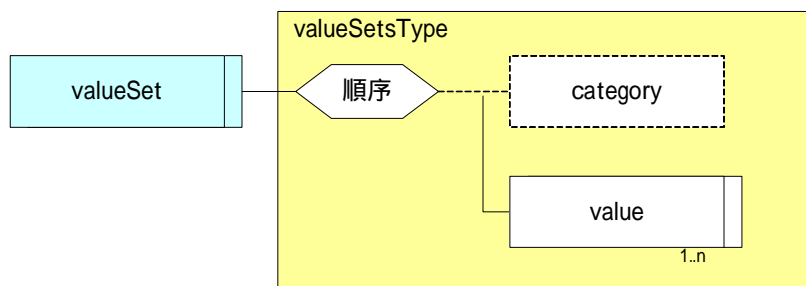 valueSetsType
valueSet
順序
category
value
1..n